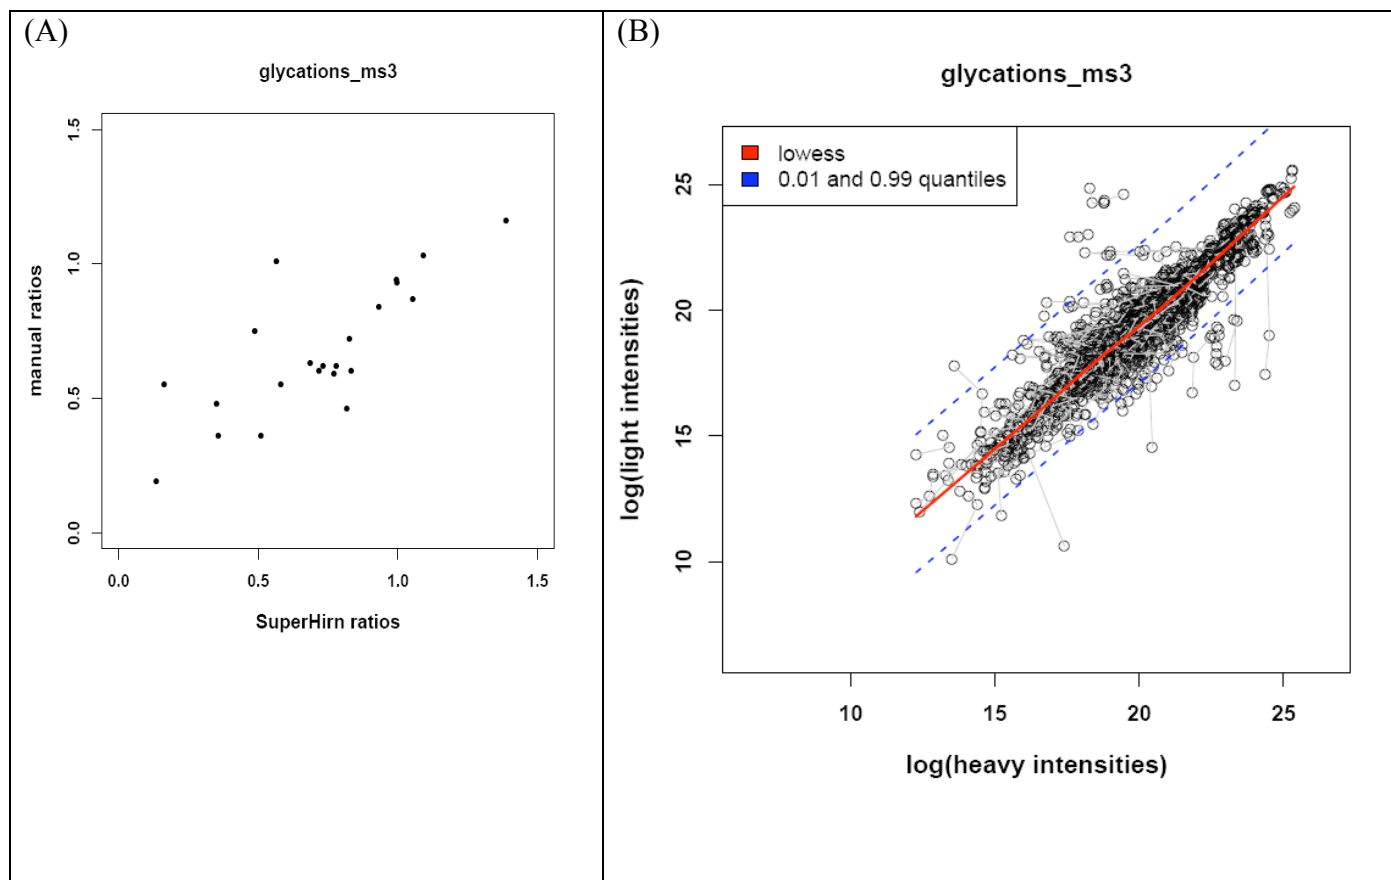 (A)
glycations_ms3
manual ratios
1.5
1.0
0.5
0.0
0.0 0.5 1.0 1.5
SuperHirn ratios
(B)
glycations_ms3
lowess
0.01 and 0.99 quantiles
log(light intensities)
25
20
15
10
10 15 20 25
log(heavy intensities)